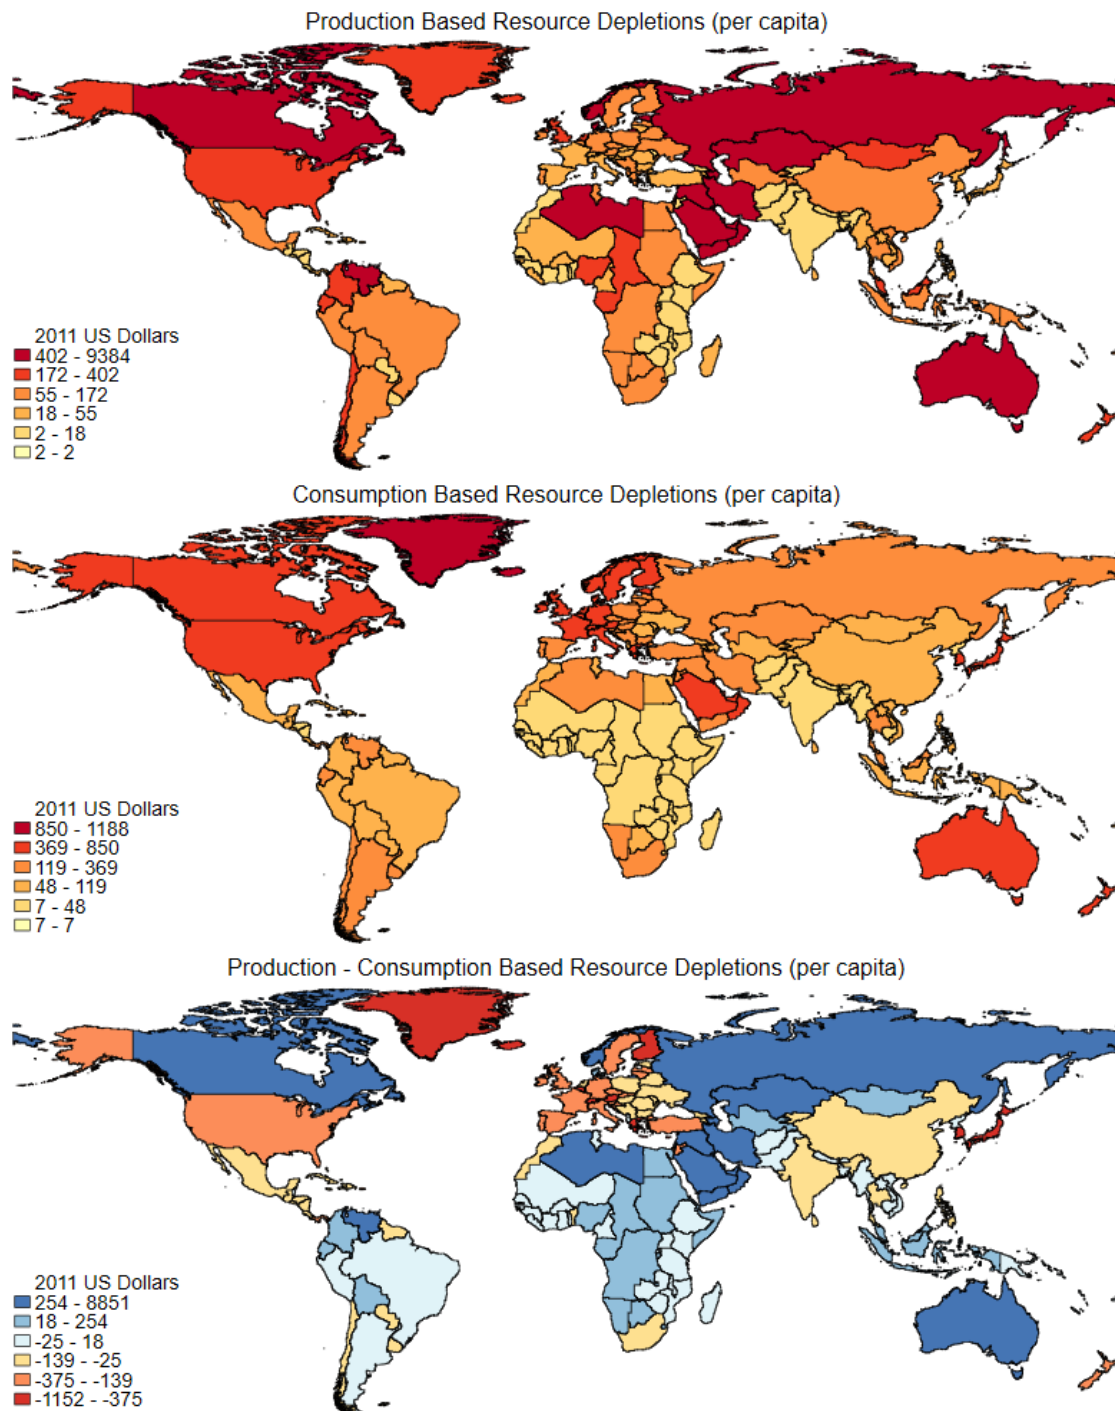 Production Based Resource Depletions (per capita)
2011 US Dollars
402 - 9384
172 - 402
55 - 172
18 - 55
2 - 18
2 - 2
Consumption Based Resource Depletions (per capita)
2011 US Dollars
850 - 1188
369 - 850
119 - 369
48 - 119
7 - 48
7 - 7
Production - Consumption Based Resource Depletions (per capita)
2011 US Dollars
254 - 8851
18 - 254
-25 - 18
-139 - -25
-375 - -139
-1152 - -375